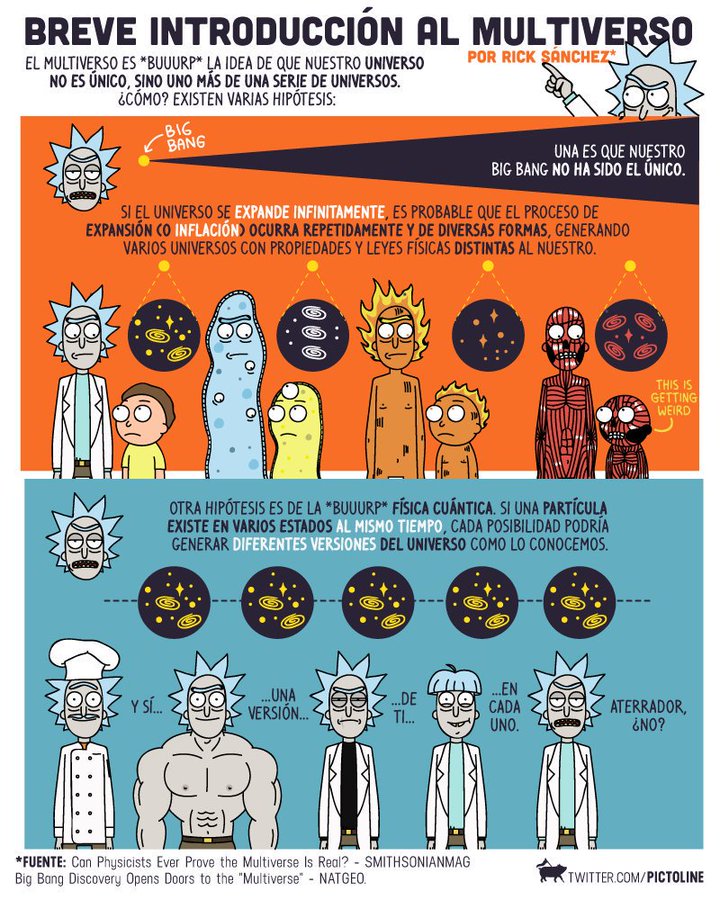 BREVE INTRODUCCIÓN AL MULTIVERSO
POR RICK SÁNCHEZ*
EL MULTIVERSO ES *BUUURP* LA IDEA DE QUE NUESTRO UNIVERSO
NO ES ÚNICO, SINO UNO MÁS DE UNA SERIE DE UNIVERSOS.
¿CÓMO? EXISTEN VARIAS HIPÓTESIS:
BIG
BANG
UNA ES QUE NUESTRO
BIG BANG NO HA SIDO EL ÚNICO.
SI EL UNIVERSO SE EXPANDE INFINITAMENTE, ES PROBABLE QUE EL PROCESO DE
EXPANSIÓN (O INFLACIÓN) OCURRA REPETIDAMENTE Y DE DIVERSAS FORMAS, GENERANDO
VARIOS UNIVERSOS CON PROPIEDADES Y LEYES FÍSICAS DISTINTAS AL NUESTRO.
THIS IS
GETTING
WEIRD
OTRA HIPÓTESIS ES DE LA *BUUURP* FÍSICA CUÁNTICA. SI UNA PARTÍCULA
EXISTE EN VARIOS ESTADOS AL MISMO TIEMPO, CADA POSIBILIDAD PODRÍA
GENERAR DIFERENTES VERSIONES DEL UNIVERSO COMO LO CONOCEMOS.
Y SÍ...
...UNA
VERSIÓN...
...DE
TI...
...EN
CADA
UNO.
ATERRADOR,
¿NO?
*FUENTE: Can Physicists Ever Prove the Multiverse Is Real? - SMITHSONIANMAG
Big Bang Discovery Opens Doors to the "Multiverse" - NATGEO.
TWITTER.COM/PICTOLINE